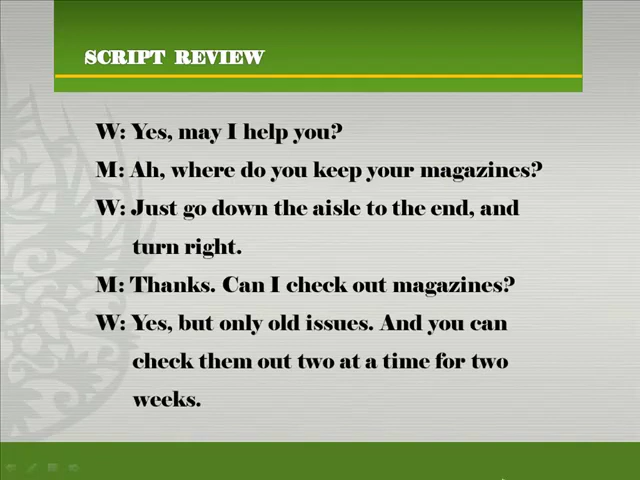 SCRIPT REVIEW
W: Yes, may I help you?
M: Ah, where do you keep your magazines?
W: Just go down the aisle to the end, and
turn right.
M: Thanks. Can I check out magazines?
W: Yes, but only old issues. And you can
check them out two at a time for two
weeks.